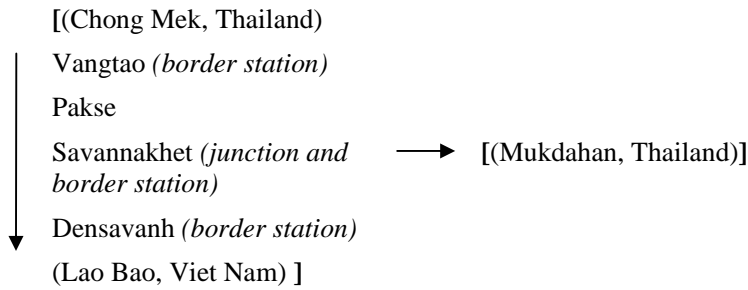 [(Chong Mek, Thailand)
Vangtao (border station)
Pakse
Savannakhet (junction and
border station)
[(Mukdahan, Thailand)]
Densavanh (border station)
(Lao Bao, Viet Nam) ]